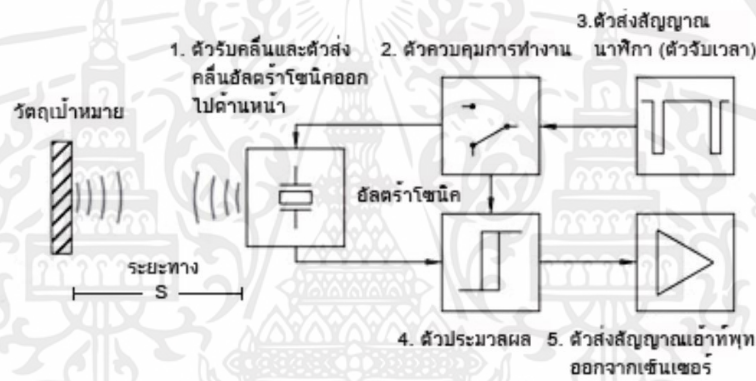 3.ตัวส่งสัญญาณ
นาฬิกา (ตัวจับเวลา)
1. ตัวรับคลื่นและตัวส่ง
คลื่นอัลตร้าโซนิคออก
ไปด้านหน้า
2. ตัวควบคุมการทำงาน
วัตถุเป้าหมาย
อัลตร้าโซนิค
ระยะทาง
S
4. ตัวประมวลผล
5. ตัวส่งสัญญาณเอ้าท์พุท
ออกจากเซ็นเซอร์